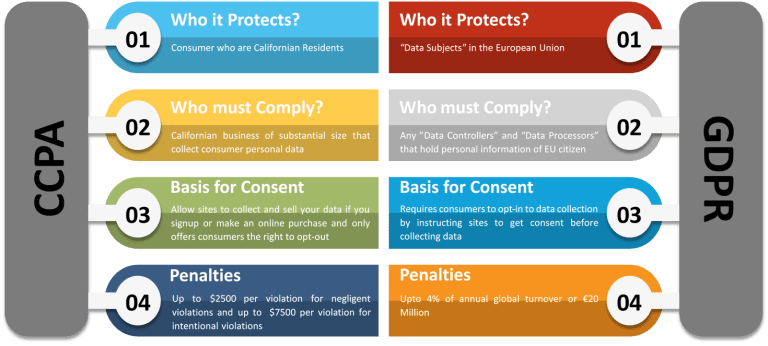 CCPA
01
Who it Protects?
Consumer who are Californian Residents
02
Who must Comply?
Californian business of substantial size that
collect consumer personal data
03
Basis for Consent
Allow sites to collect and sell your data if you
signup or make an online purchase and only
offers consumers the right to opt-out
04
Penalties
Up to $2500 per violation for negligent
violations and up to $7500 per violation for
intentional violations
GDPR
01
Who it Protects?
“Data Subjects” in the European Union
02
Who must Comply?
Any “Data Controllers” and “Data Processors”
that hold personal information of EU citizen
03
Basis for Consent
Requires consumers to opt-in to data collection
by instructing sites to get consent before
collecting data
04
Penalties
Upto 4% of annual global turnover or €20
Million